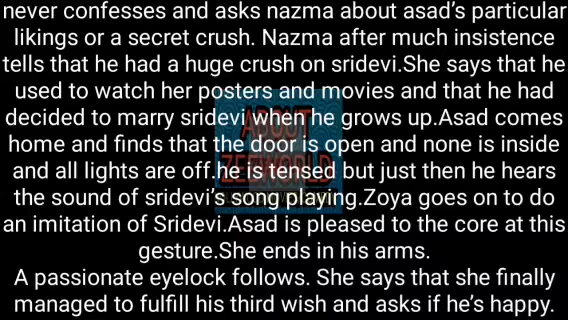 never confesses and asks nazma about asad's particular
likings or a secret crush. Nazma after much insistence
tells that he had a huge crush on sridevi.She says that he
used to watch her posters and movies and that he had
decided to marry sridevi when he grows up.Asad comes
home and finds that the door is open and none is inside
and all lights are off.he is tensed but just then he hears
the sound of sridevi's song playing.Zoya goes on to do
an imitation of Sridevi.Asad is pleased to the core at this
gesture.She ends in his arms.
A passionate eyelock follows. She says that she finally
managed to fulfill his third wish and asks if he's happy.
ABOUT
ZEEWORLD